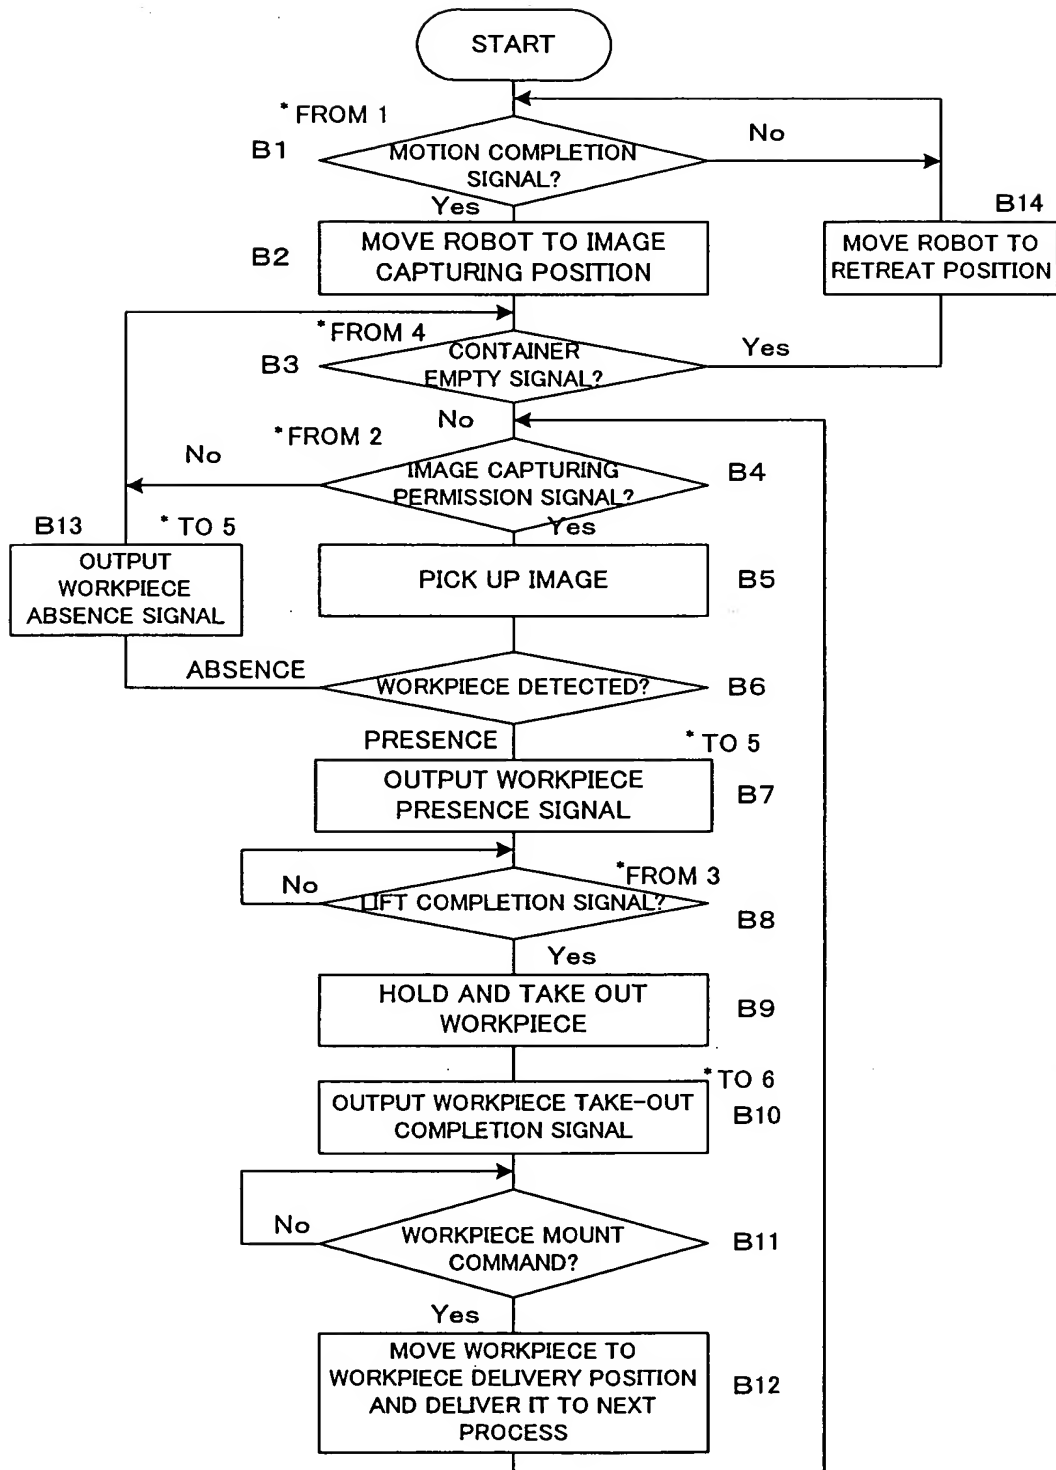 START
* FROM 1
B1
MOTION COMPLETION
SIGNAL?
No
Yes
B14
B2
MOVE ROBOT TO IMAGE
CAPTURING POSITION
MOVE ROBOT TO
RETREAT POSITION
*FROM 4
B3
CONTAINER
EMPTY SIGNAL?
Yes
No
*FROM 2
No
IMAGE CAPTURING
PERMISSION SIGNAL?
B4
B13
* TO 5
Yes
OUTPUT
WORKPIECE
ABSENCE SIGNAL
PICK UP IMAGE
B5
ABSENCE
WORKPIECE DETECTED?
B6
PRESENCE
* TO 5
OUTPUT WORKPIECE
PRESENCE SIGNAL
B7
*FROM 3
No
LIFT COMPLETION SIGNAL?
B8
Yes
HOLD AND TAKE OUT
WORKPIECE
B9
* TO 6
OUTPUT WORKPIECE TAKE-OUT
COMPLETION SIGNAL
B10
No
WORKPIECE MOUNT
COMMAND?
B11
Yes
MOVE WORKPIECE TO
WORKPIECE DELIVERY POSITION
AND DELIVER IT TO NEXT
PROCESS
B12